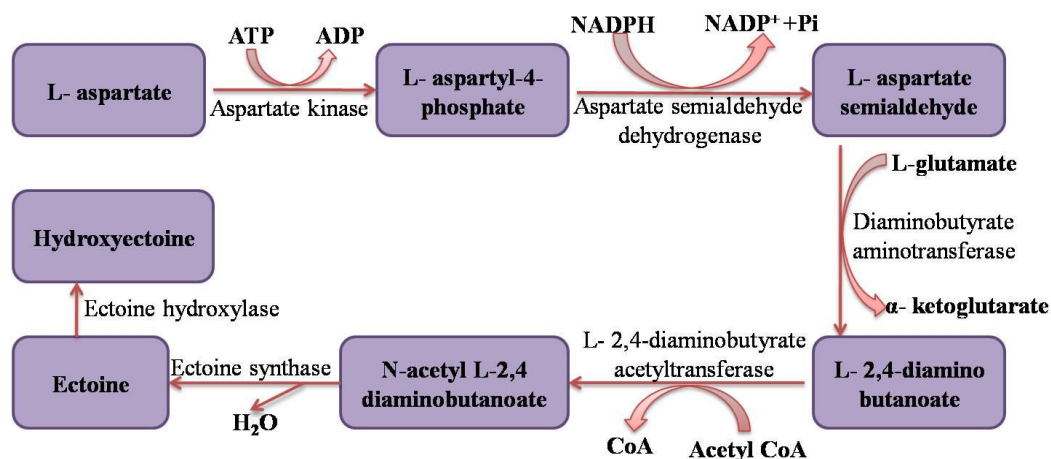 ATP
ADP
NADPH
NADP⁺ +Pi
L- aspartate
Aspartate kinase
L- aspartyl-4-
phosphate
Aspartate semialdehyde
dehydrogenase
L- aspartate
semialdehyde
L-glutamate
Diaminobutyrate
aminotransferase
α- ketoglutarate
Hydroxyectoine
Ectoine hydroxylase
Ectoine
Ectoine synthase
H₂O
N-acetyl L-2,4
diaminobutanoate
L- 2,4-diaminobutyrate
acetyltransferase
CoA
Acetyl CoA
L- 2,4-diamino
butanoate